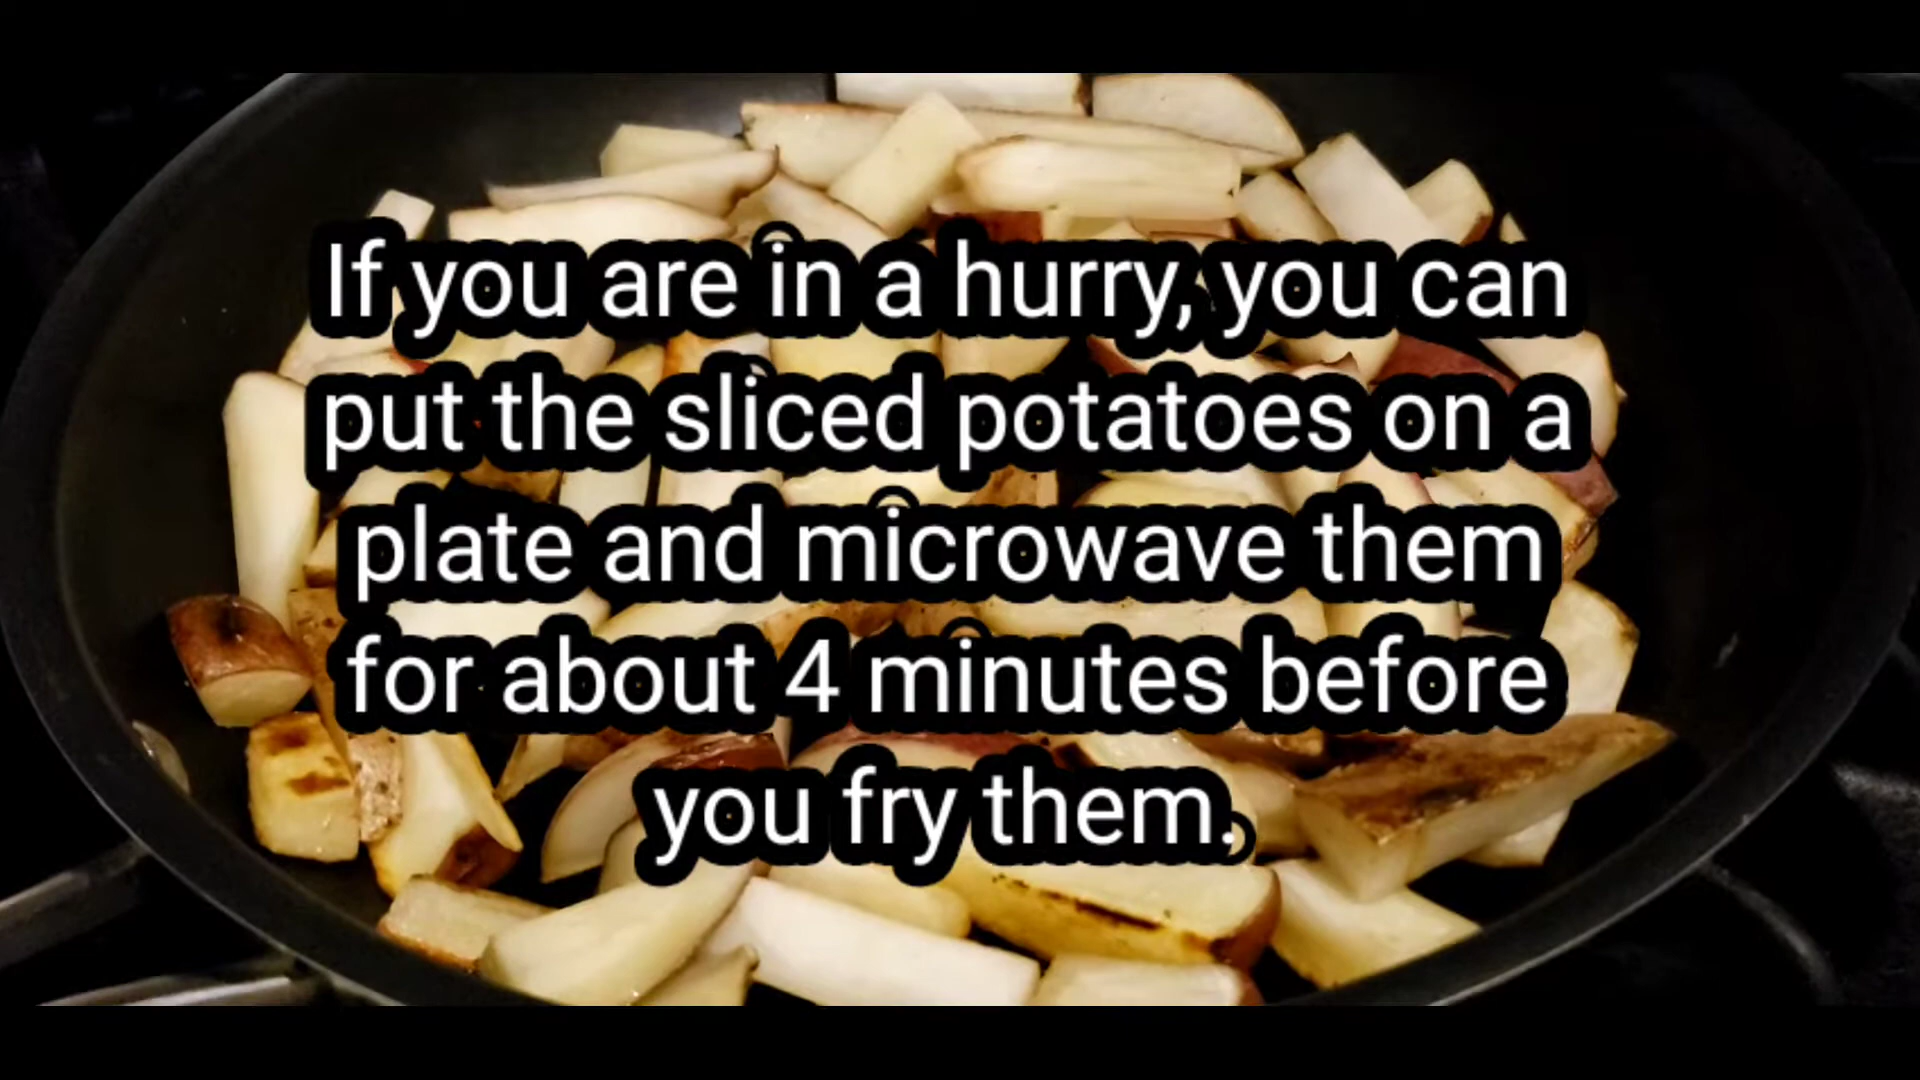 If you are in a hurry, you can
put the sliced potatoes on a
plate and microwave them
for about 4 minutes before
you fry them.